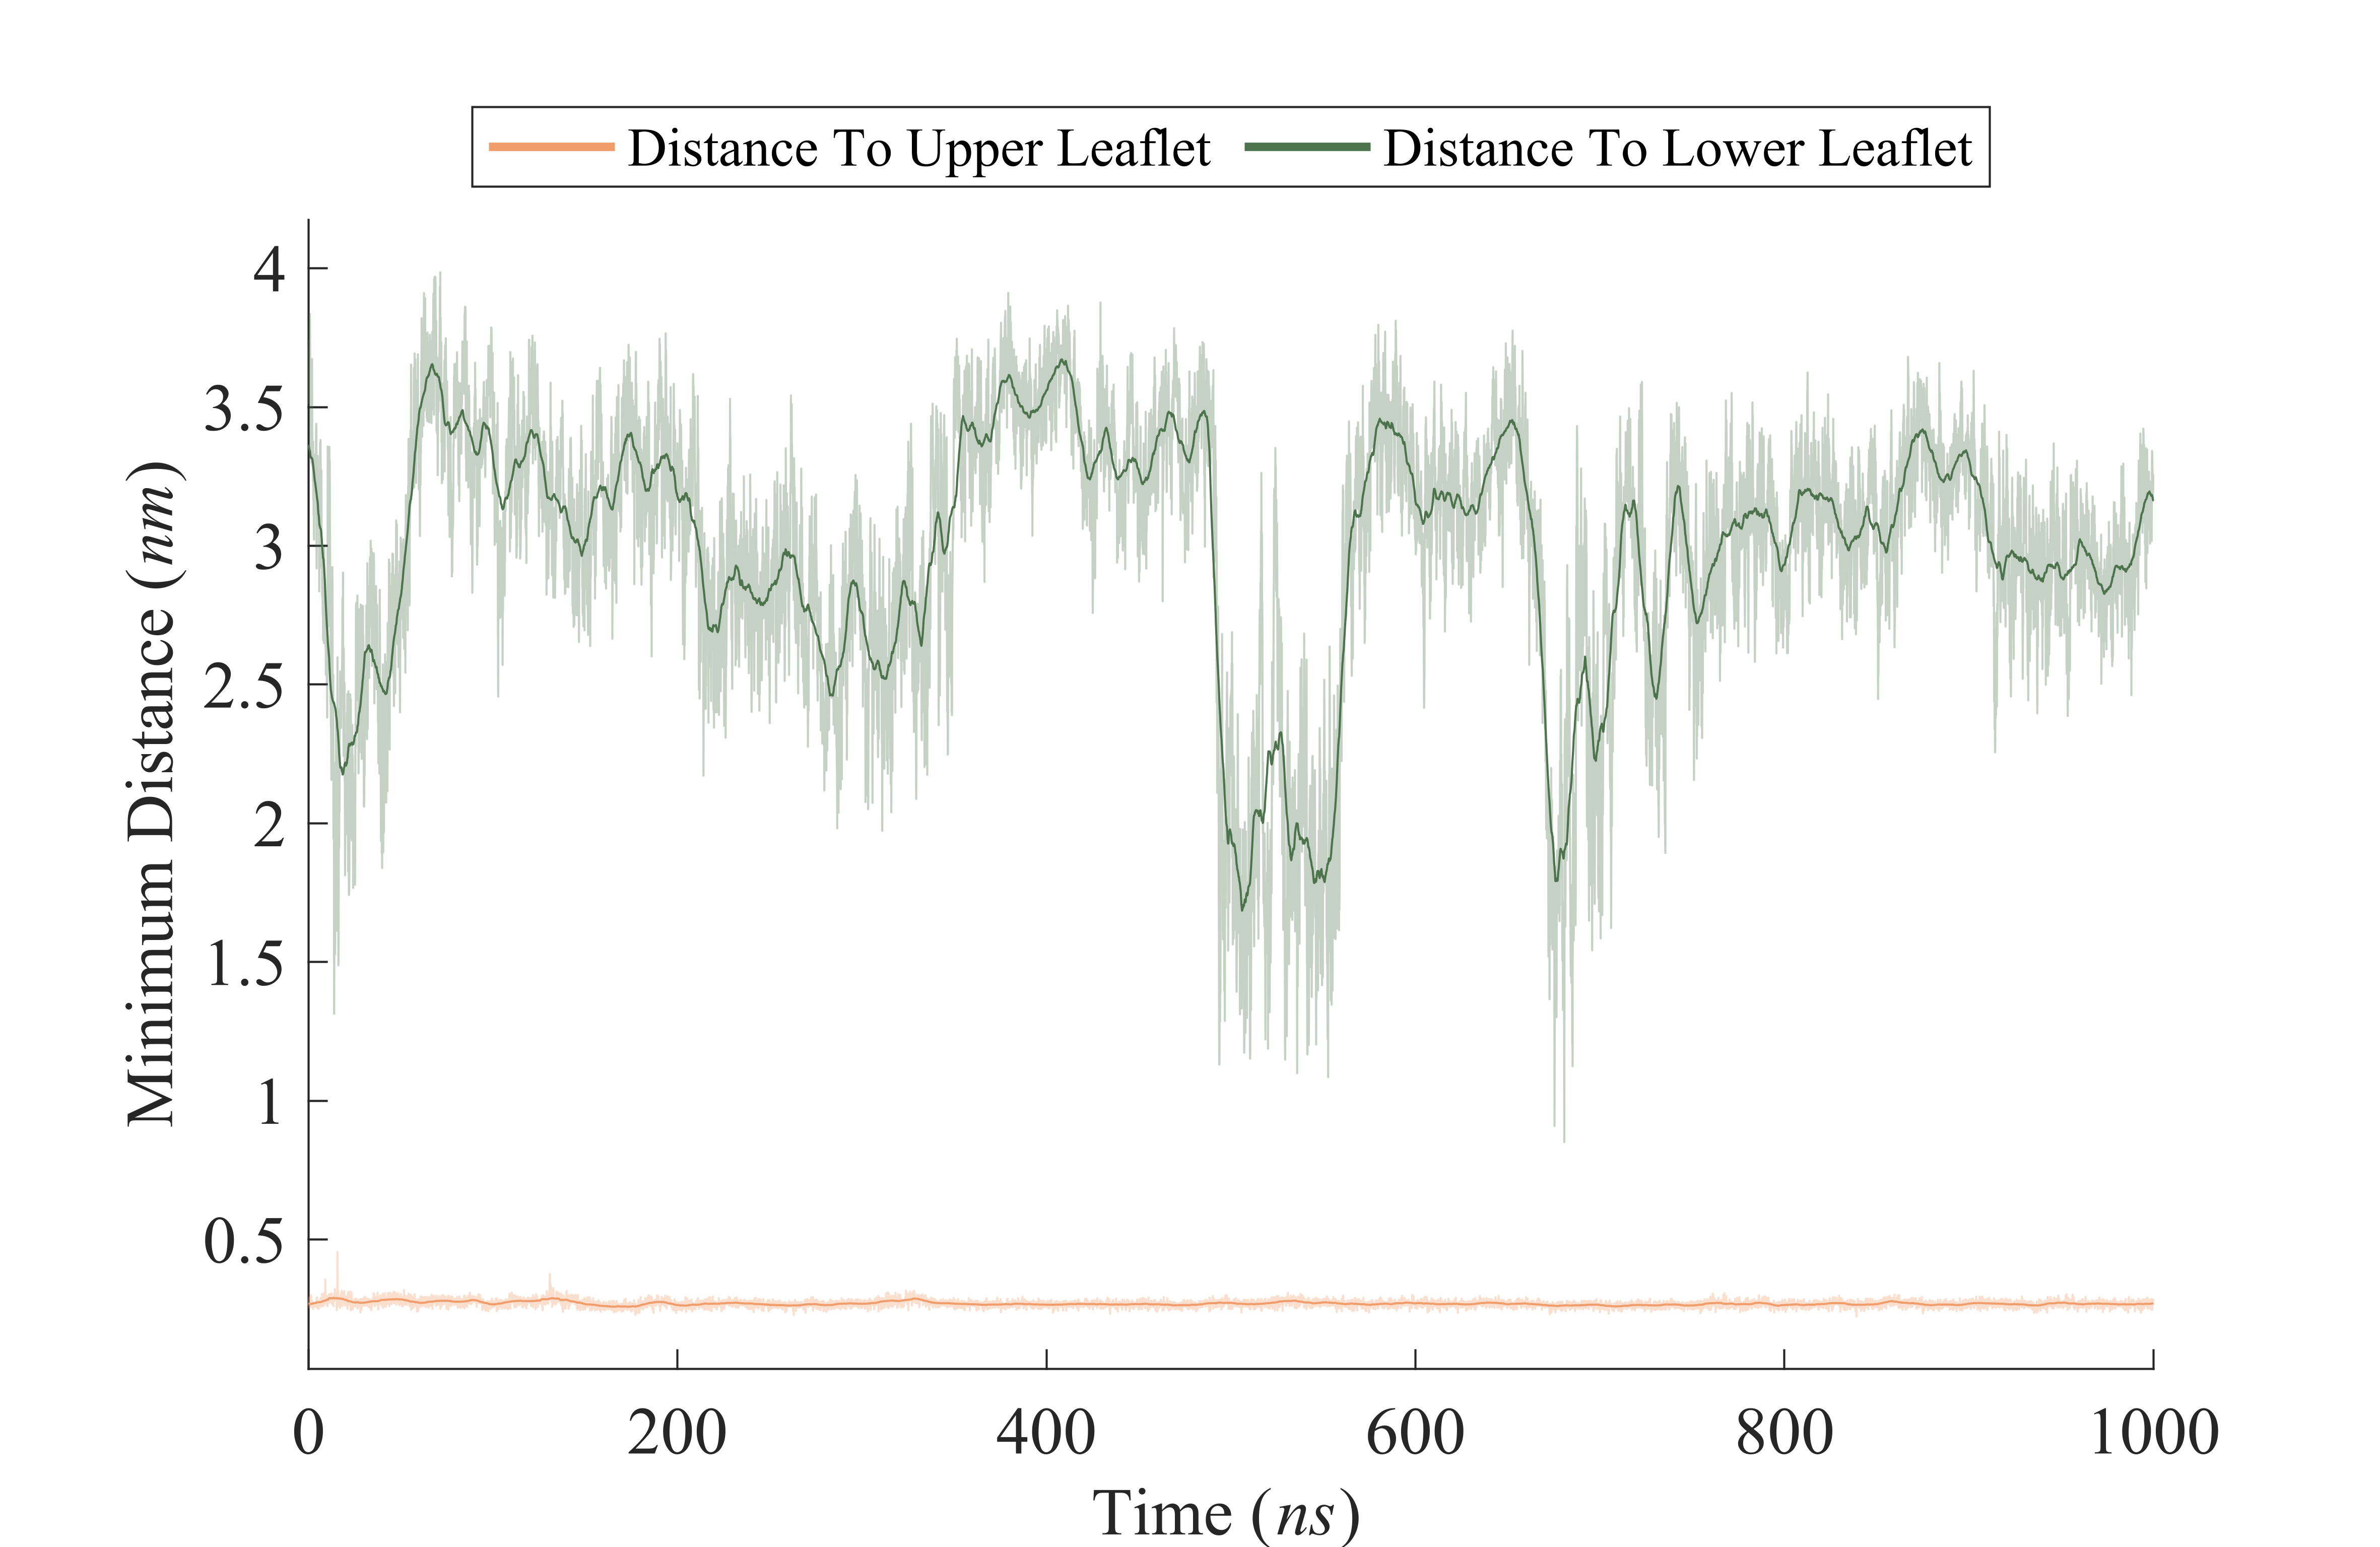 Distance To Upper Leaflet Distance To Lower Leaflet
Minimum Distance (nm)
4
3.5
3
2.5
2
1.5
1
0.5
0 200 400 600 800 1000
Time (ns)